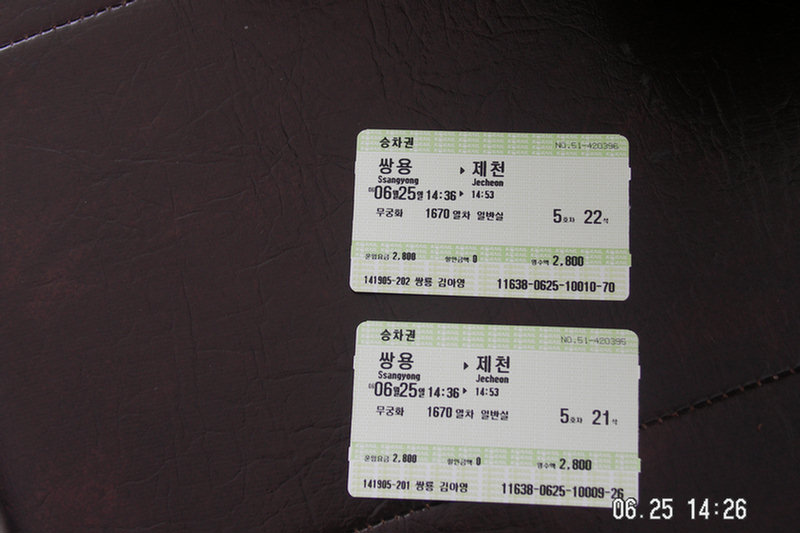 승차권
NO.51-420396
쌍용 ▶ 제천
Ssangyong Jecheon
06월25일 14:36 ▶ 14:53
무궁화 1670 열차 일반실 5호차 22석
운임요금 2,800 할인금액 0 영수액 2,800
141905-202 쌍룡 김아영 11638-0625-10010-70
승차권
NO.51-420395
쌍용 ▶ 제천
Ssangyong Jecheon
06월25일 14:36 ▶ 14:53
무궁화 1670 열차 일반실 5호차 21석
운임요금 2,800 할인금액 0 영수액 2,800
141905-201 쌍룡 김아영 11638-0625-10009-26
06.25 14:26